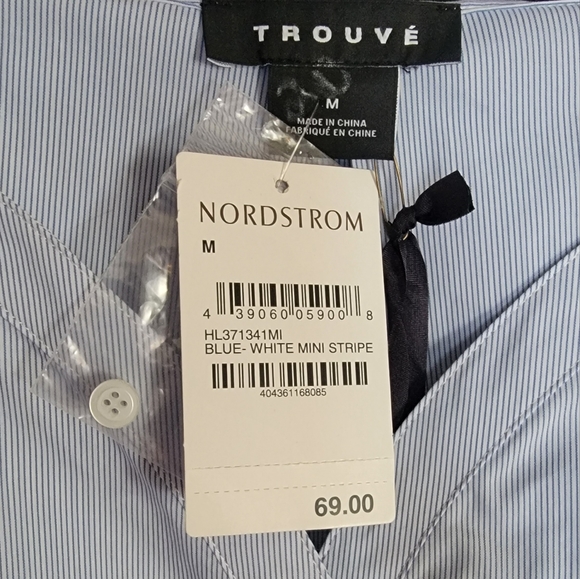 TROUVÉ
M
MADE IN CHINA
FABRIQUÉ EN CHINE
NORDSTROM
M
4 39060 05900 8
HL371341MI
BLUE- WHITE MINI STRIPE
404361168085
69.00